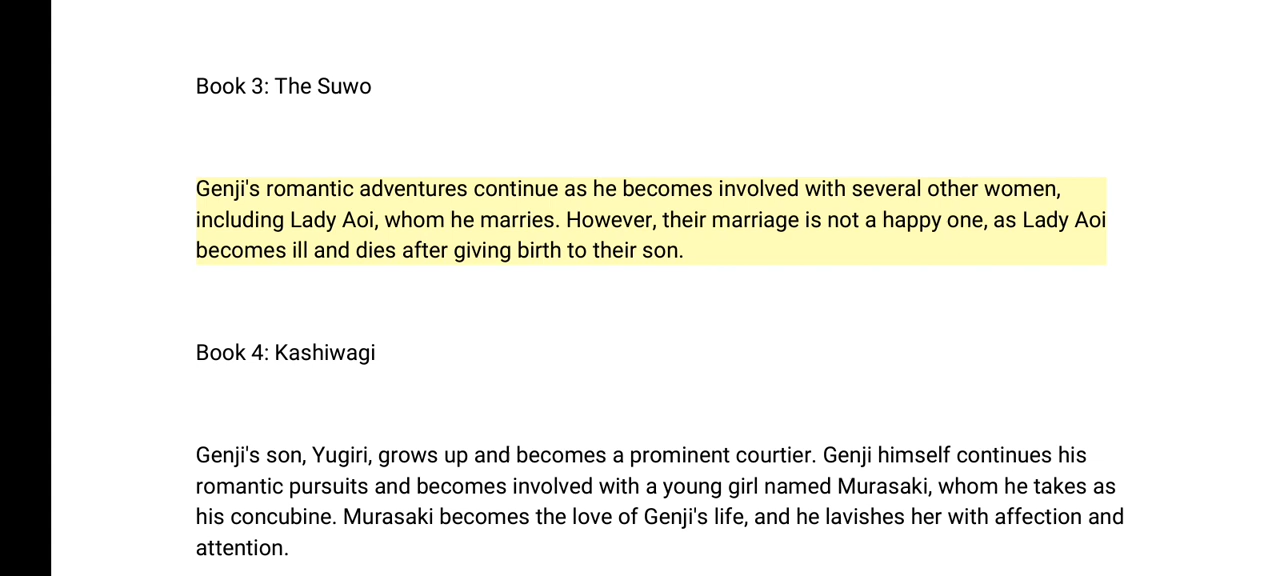 Book 3: The Suwo
Genji's romantic adventures continue as he becomes involved with several other women,
including Lady Aoi, whom he marries. However, their marriage is not a happy one, as Lady Aoi
becomes ill and dies after giving birth to their son.
Book 4: Kashiwagi
Genji's son, Yugiri, grows up and becomes a prominent courtier. Genji himself continues his
romantic pursuits and becomes involved with a young girl named Murasaki, whom he takes as
his concubine. Murasaki becomes the love of Genji's life, and he lavishes her with affection and
attention.